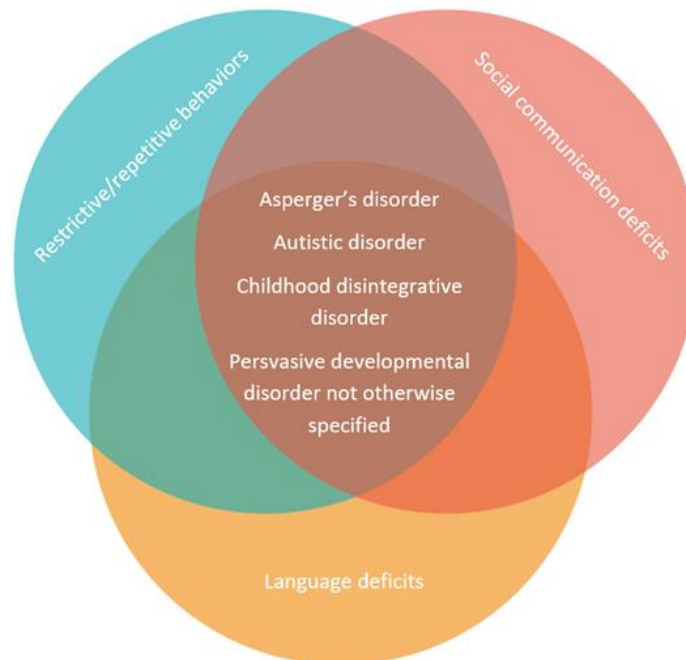 Restrictive/repetitive behaviors
Social communication deficits
Asperger’s disorder
Autistic disorder
Childhood disintegrative
disorder
Persvasive developmental
disorder not otherwise
specified
Language deficits